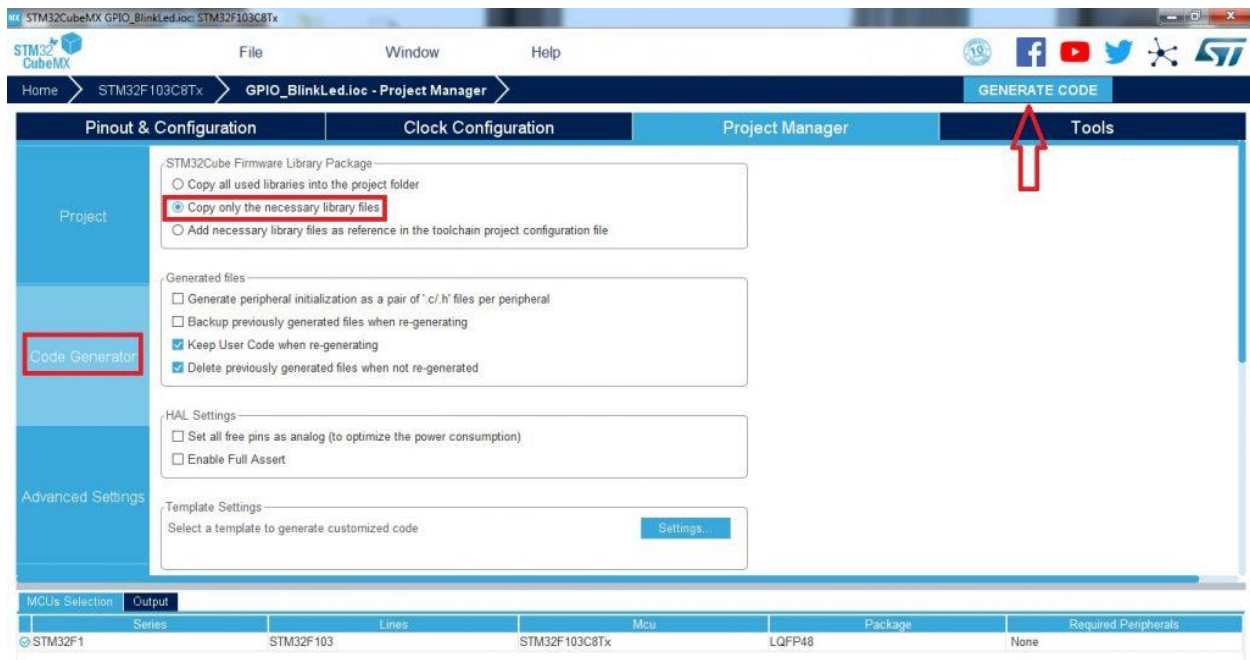 MX STM32CubeMX GPIO_BlinkLed.ioc: STM32F103C8Tx
STM32 CubeMX File Window Help 10 ST
Home STM32F103C8Tx GPIO_BlinkLed.ioc - Project Manager GENERATE CODE
Pinout & Configuration Clock Configuration Project Manager Tools
Project
Code Generator
Advanced Settings
STM32Cube Firmware Library Package
Copy all used libraries into the project folder
Copy only the necessary library files
Add necessary library files as reference in the toolchain project configuration file
Generated files
Generate peripheral initialization as a pair of '.c/.h' files per peripheral
Backup previously generated files when re-generating
Keep User Code when re-generating
Delete previously generated files when not re-generated
HAL Settings
Set all free pins as analog (to optimize the power consumption)
Enable Full Assert
Template Settings
Select a template to generate customized code Settings...
MCUs Selection Output
Series Lines Mcu Package Required Peripherals
STM32F1 STM32F103 STM32F103C8Tx LQFP48 None